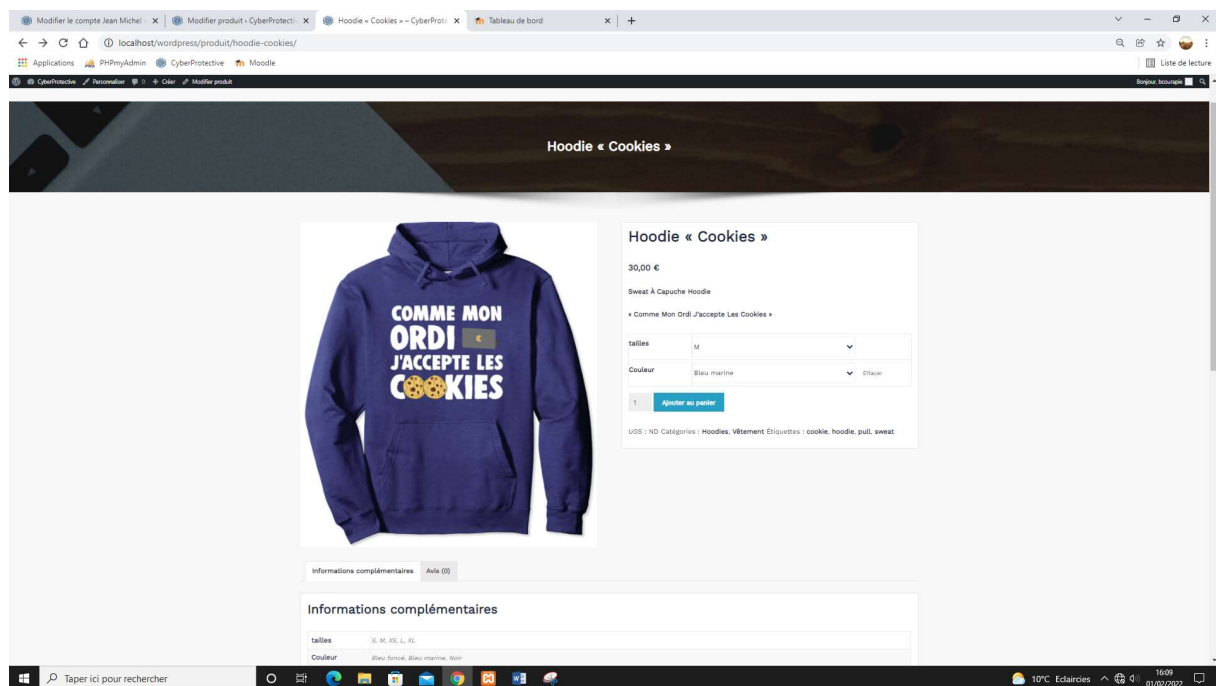 Modifier le compte Jean Michel
Modifier produit ‹ CyberProtecti
Hoodie « Cookies » – CyberProte
Tableau de bord
localhost/wordpress/produit/hoodie-cookies/
Applications
PHPmyAdmin
CyberProtective
Moodle
Liste de lecture
CyberProtective
Personnaliser
0
Créer
Modifier produit
Bonjour, bcourapie
Hoodie « Cookies »
COMME MON
ORDI
J'ACCEPTE LES
COOKIES
Hoodie « Cookies »
30,00 €
Sweat À Capuche Hoodie
« Comme Mon Ordi J'accepte Les Cookies »
tailles
M
Couleur
Bleu marine
Effacer
1
Ajouter au panier
UGS : ND Catégories : Hoodies, Vêtement Étiquettes : cookie, hoodie, pull, sweat
Informations complémentaires
Avis (0)
Informations complémentaires
tailles
S, M, XS, L, XL
Couleur
Bleu foncé, Bleu marine, Noir
Taper ici pour rechercher
10°C Eclaircies
16:09
01/02/2022